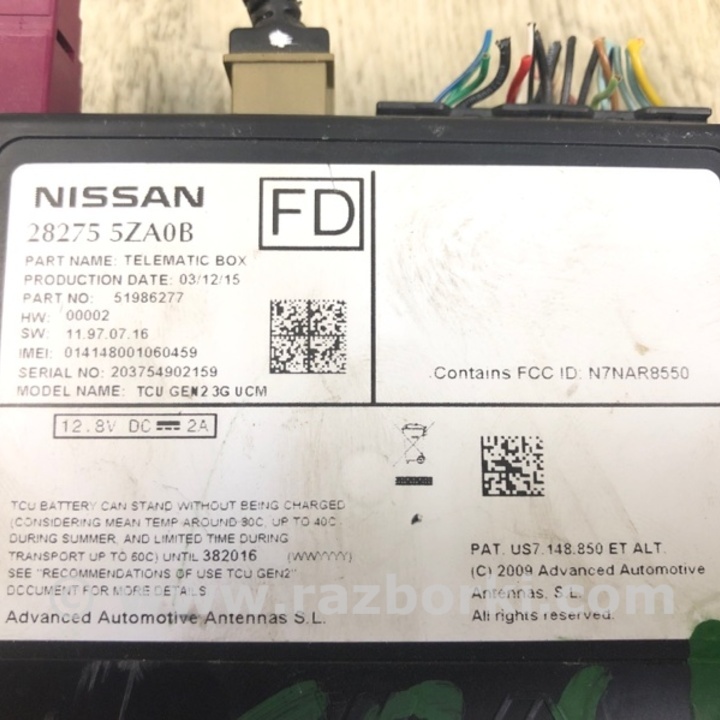 NISSAN
FD
28275 5ZA0B
PART NAME: TELEMATIC BOX
PRODUCTION DATE: 03/12/15
PART NO: 51986277
HW: 00002
SW: 11.97.07.16
IMEI: 014148001060459
SERIAL NO: 203754902159
MODEL NAME: TCU GEN2 3G UCM
Contains FCC ID: N7NAR8550
12.8V DC 2A
TCU BATTERY CAN STAND WITHOUT BEING CHARGED
(CONSIDERING MEAN TEMP AROUND 30C, UP TO 40C
DURING SUMMER, AND LIMITED TIME DURING
TRANSPORT UP TO 60C) UNTIL 382016 (WWYYYY)
SEE "RECOMMENDATIONS OF USE TCU GEN2"
DOCUMENT FOR MORE DETAILS
Advanced Automotive Antennas S.L.
PAT. US7.148.850 ET ALT.
(C) 2009 Advanced Automotive
Antennas, S.L.
All rights reserved.
www.razborkii.com